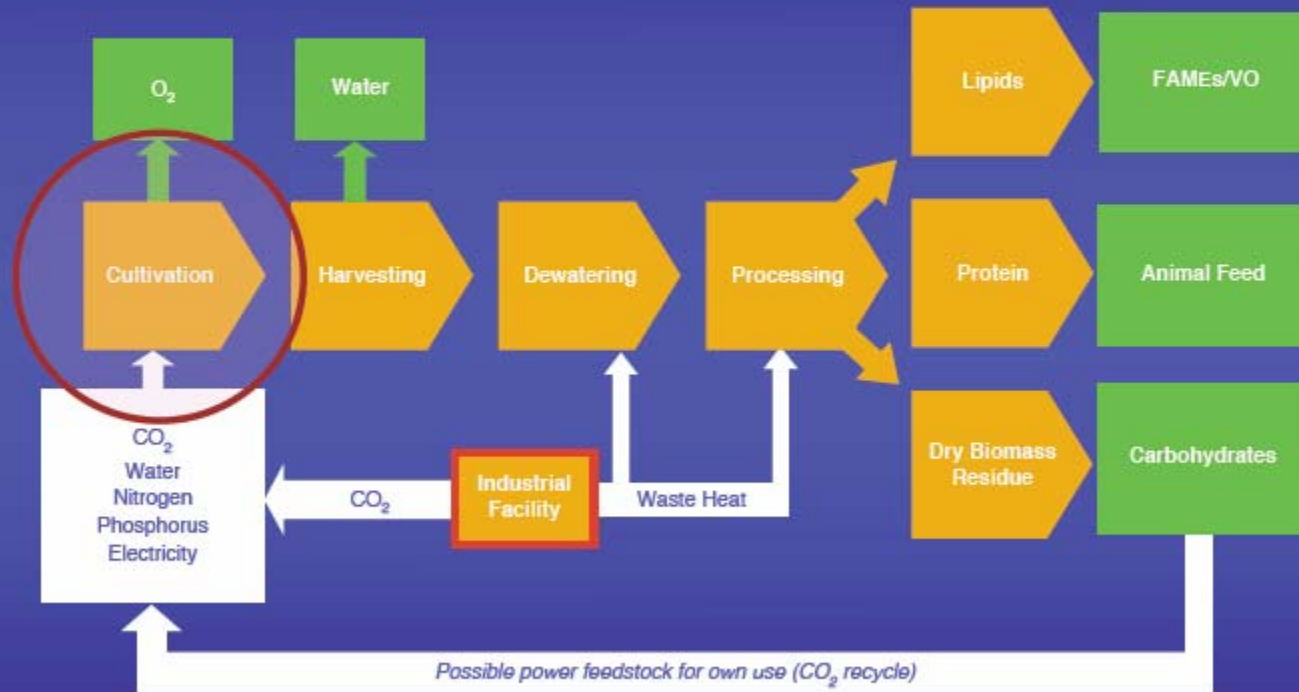 O₂
Water
Lipids
FAMEs/VO
Cultivation
Harvesting
Dewatering
Processing
Protein
Animal Feed
CO₂
Water
Nitrogen
Phosphorus
Electricity
CO₂
Industrial
Facility
Waste Heat
Dry Biomass
Residue
Carbohydrates
Possible power feedstock for own use (CO₂ recycle)